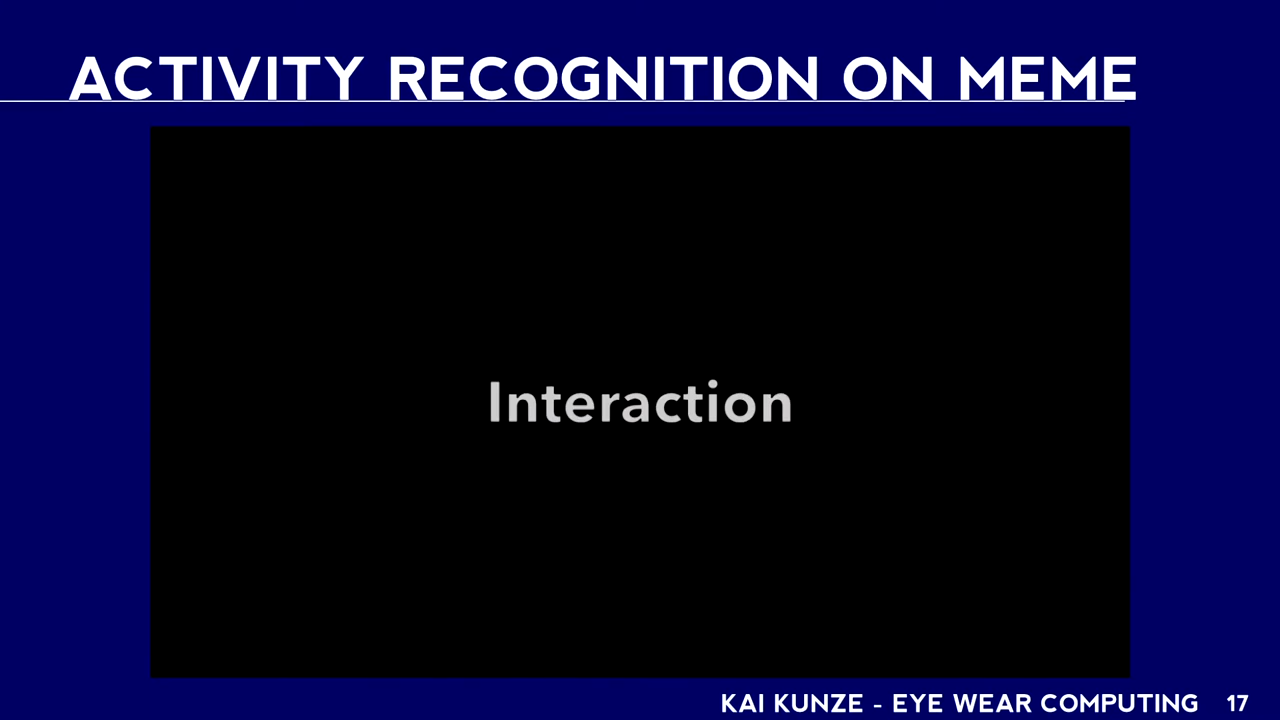 ACTIVITY RECOGNITION ON MEME
Interaction
KAI KUNZE - EYE WEAR COMPUTING 17